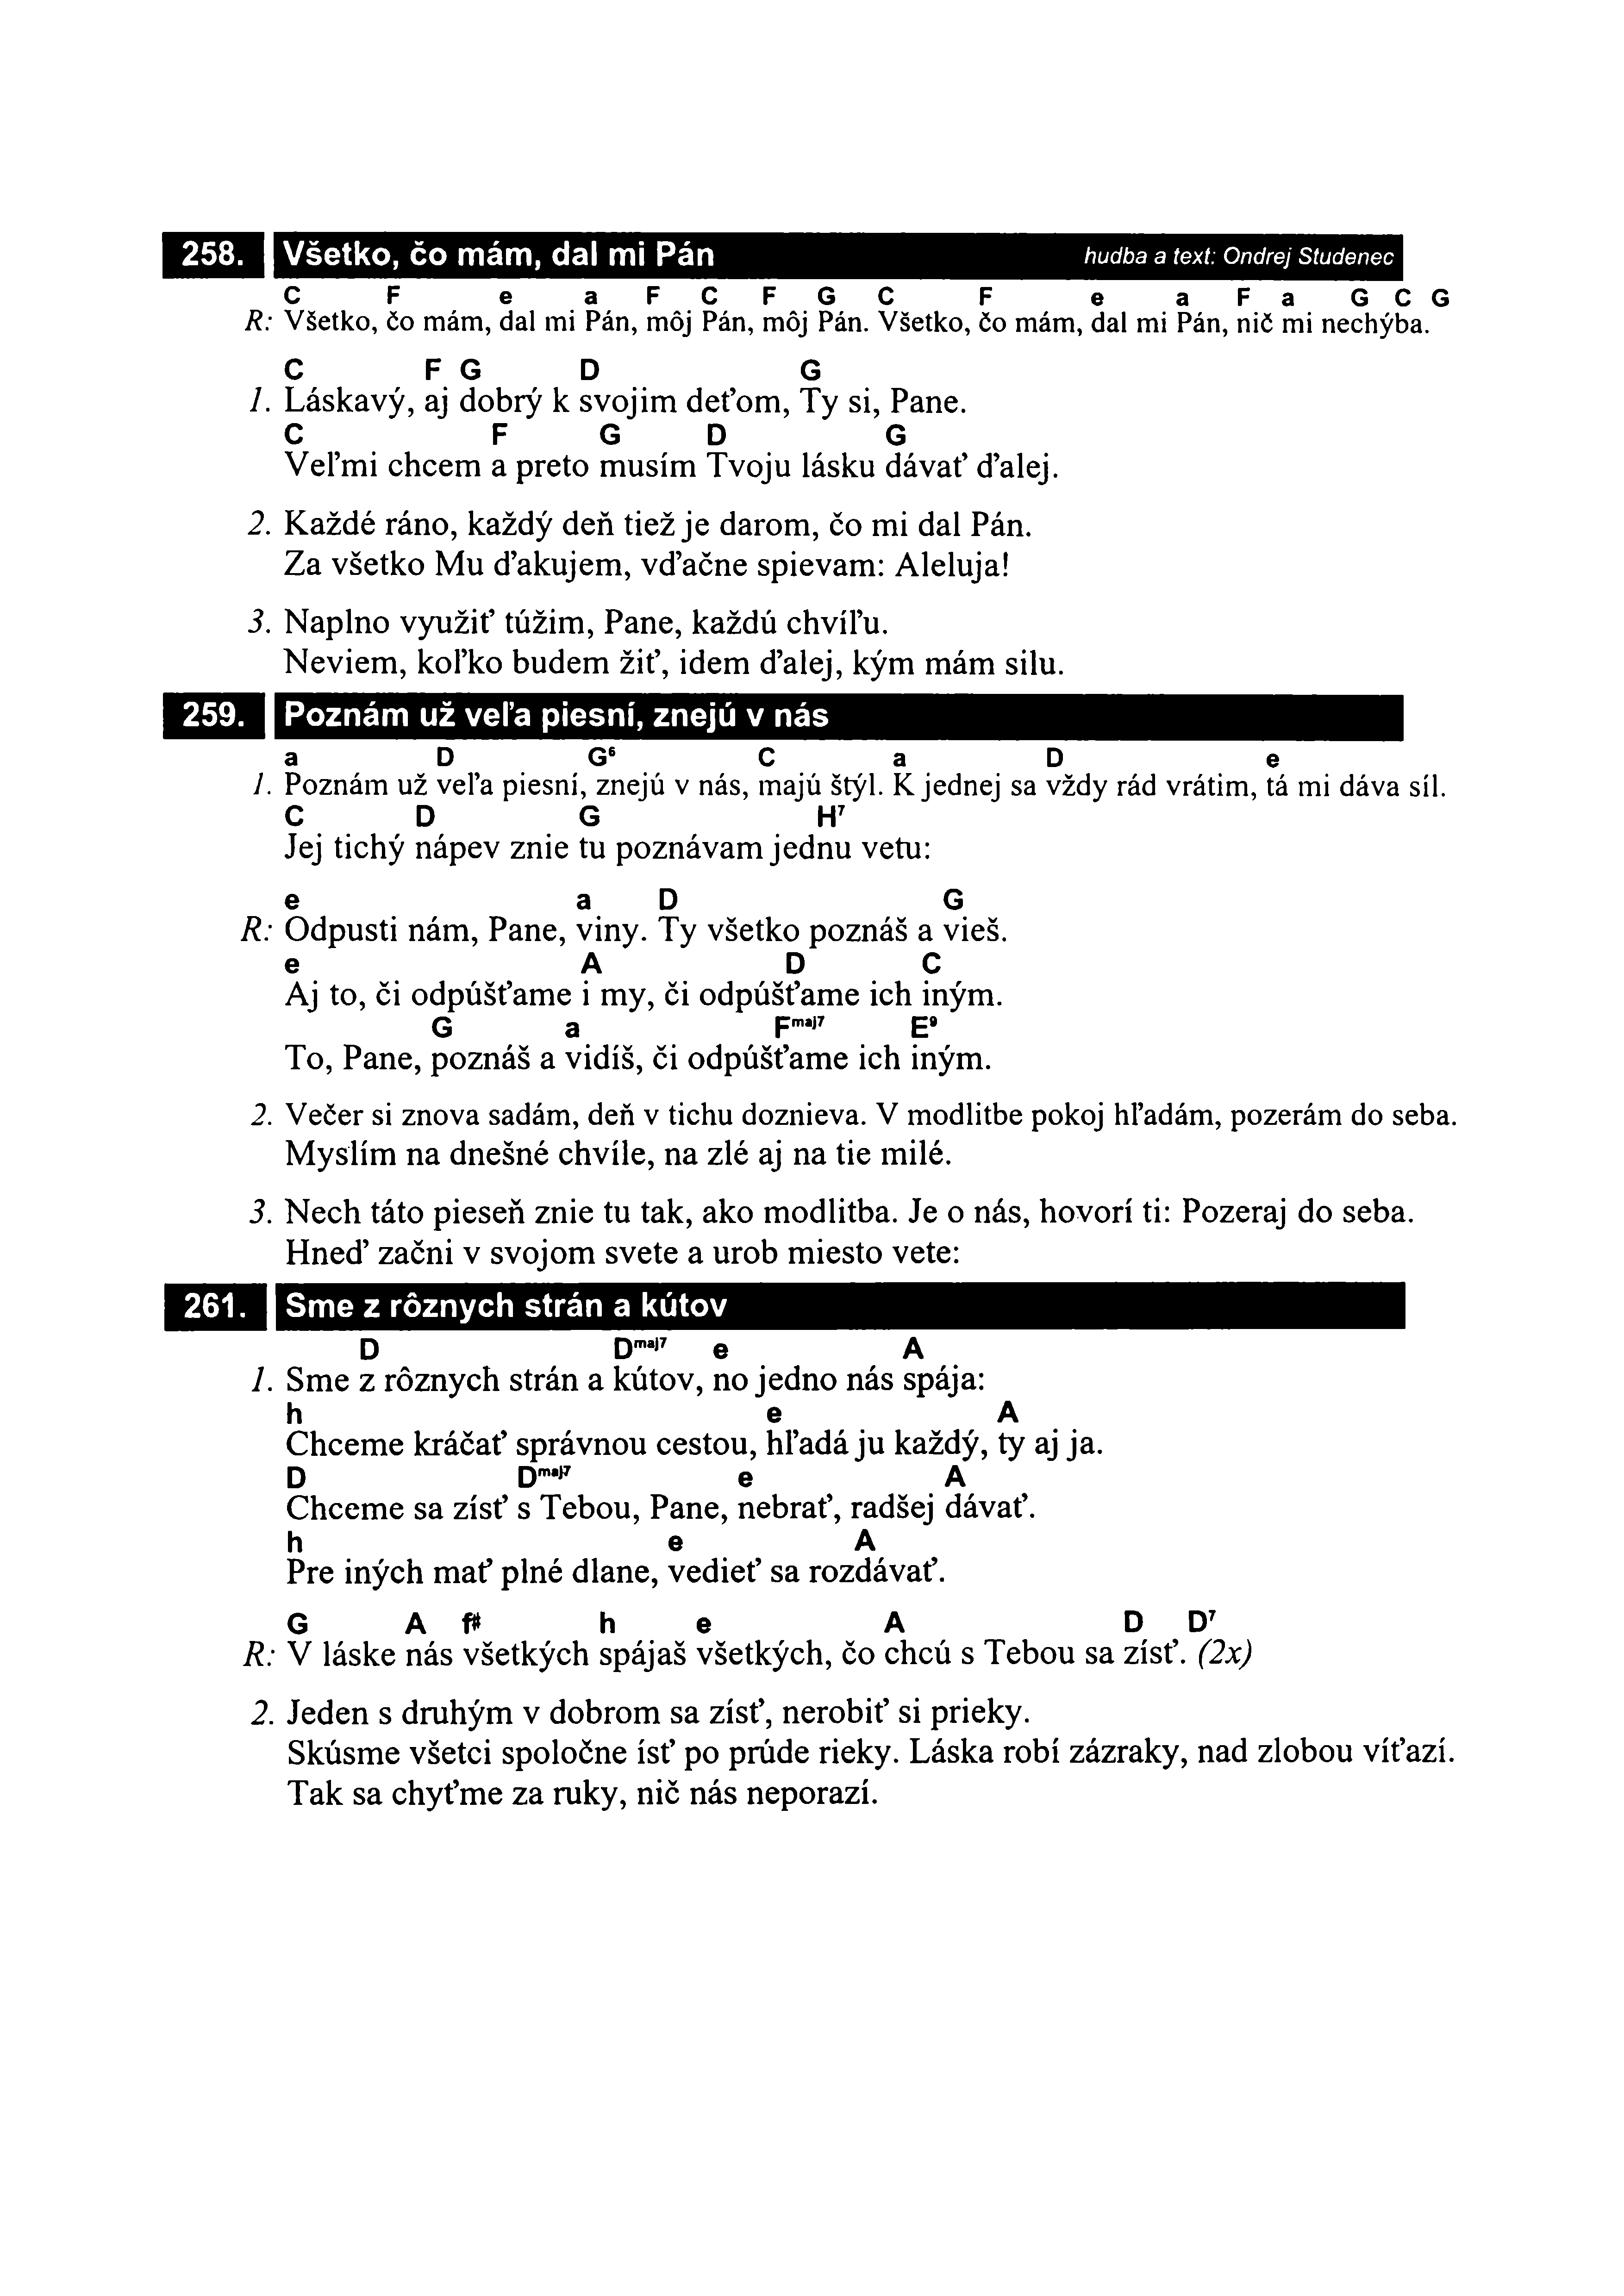 258. Všetko, čo mám, dal mi Pán hudba a text: Ondrej Studenec
C F e a F C F G C F e a F a G C G
R: Všetko, čo mám, dal mi Pán, môj Pán, môj Pán. Všetko, čo mám, dal mi Pán, nič mi nechýba.
C F G D G
1. Láskavý, aj dobrý k svojim deťom, Ty si, Pane.
C F G D G
Veľmi chcem a preto musím Tvoju lásku dávať ďalej.
2. Každé ráno, každý deň tiež je darom, čo mi dal Pán.
Za všetko Mu ďakujem, vďačne spievam: Aleluja!
3. Naplno využiť túžim, Pane, každú chvíľu.
Neviem, koľko budem žiť, idem ďalej, kým mám silu.
259. Poznám už veľa piesní, znejú v nás
a D G⁶ C a D e
1. Poznám už veľa piesní, znejú v nás, majú štýl. K jednej sa vždy rád vrátim, tá mi dáva síl.
C D G H⁷
Jej tichý nápev znie tu poznávam jednu vetu:
e a D G
R: Odpusti nám, Pane, viny. Ty všetko poznáš a vieš.
e A D C
Aj to, či odpúšťame i my, či odpúšťame ich iným.
G a Fmaj7 E⁹
To, Pane, poznáš a vidíš, či odpúšťame ich iným.
2. Večer si znova sadám, deň v tichu doznieva. V modlitbe pokoj hľadám, pozerám do seba.
Myslím na dnešné chvíle, na zlé aj na tie milé.
3. Nech táto pieseň znie tu tak, ako modlitba. Je o nás, hovorí ti: Pozeraj do seba.
Hneď začni v svojom svete a urob miesto vete:
261. Sme z rôznych strán a kútov
D Dmaj7 e A
1. Sme z rôznych strán a kútov, no jedno nás spája:
h e A
Chceme kráčať správnou cestou, hľadá ju každý, ty aj ja.
D Dmaj7 e A
Chceme sa zísť s Tebou, Pane, nebrať, radšej dávať.
h e A
Pre iných mať plné dlane, vedieť sa rozdávať.
G A f# h e A D D⁷
R: V láske nás všetkých spájaš všetkých, čo chcú s Tebou sa zísť. (2x)
2. Jeden s druhým v dobrom sa zísť, nerobiť si prieky.
Skúsme všetci spoločne ísť po prúde rieky. Láska robí zázraky, nad zlobou víťazí.
Tak sa chyťme za ruky, nič nás neporazí.